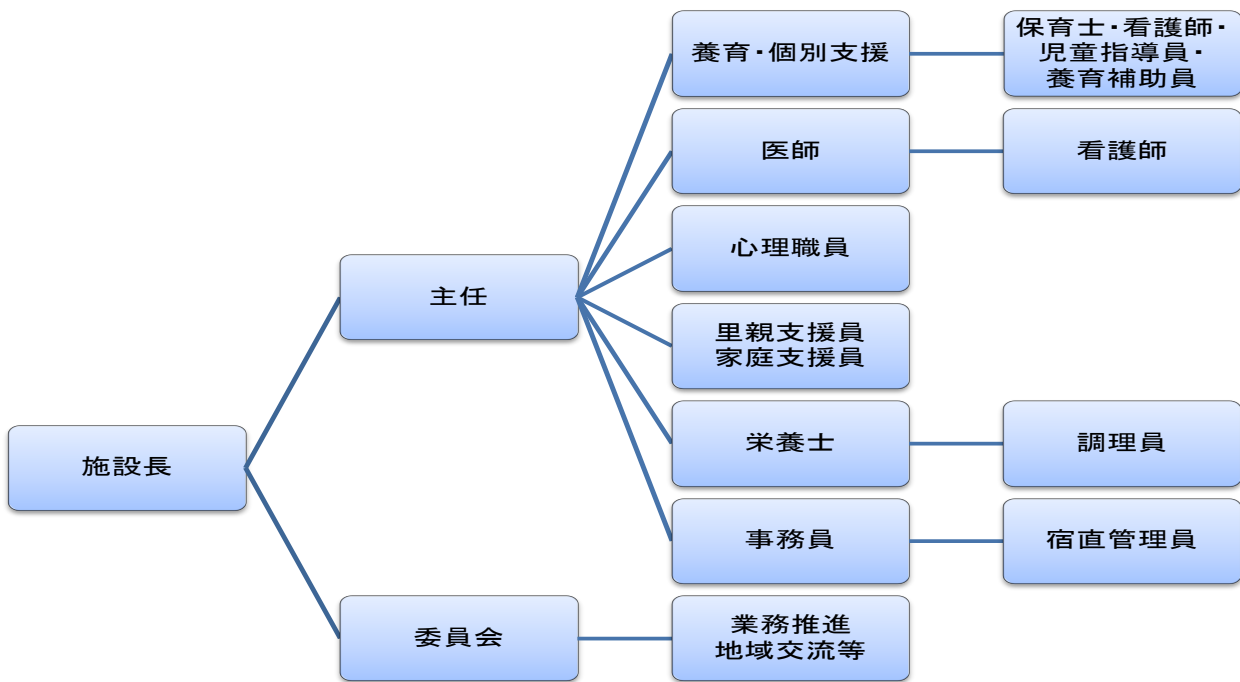 養育・個別支援
保育士・看護師・
児童指導員・
養育補助員
医師
看護師
心理職員
主任
里親支援員
家庭支援員
栄養士
調理員
施設長
事務員
宿直管理員
委員会
業務推進
地域交流等